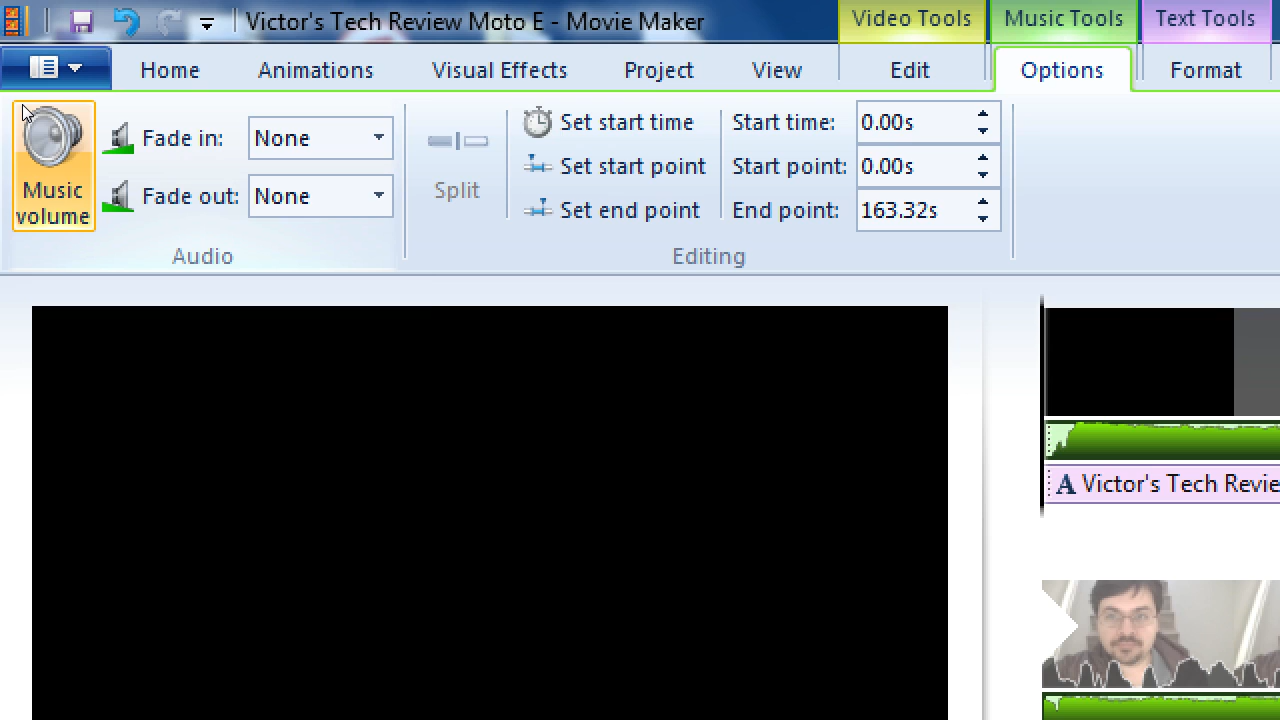 Victor's Tech Review Moto E - Movie Maker
Video Tools Music Tools Text Tools
Home Animations Visual Effects Project View Edit Options Format
Music volume
Fade in: None
Fade out: None
Audio
Split
Set start time
Set start point
Set end point
Start time: 0.00s
Start point: 0.00s
End point: 163.32s
Editing
A Victor's Tech Revie